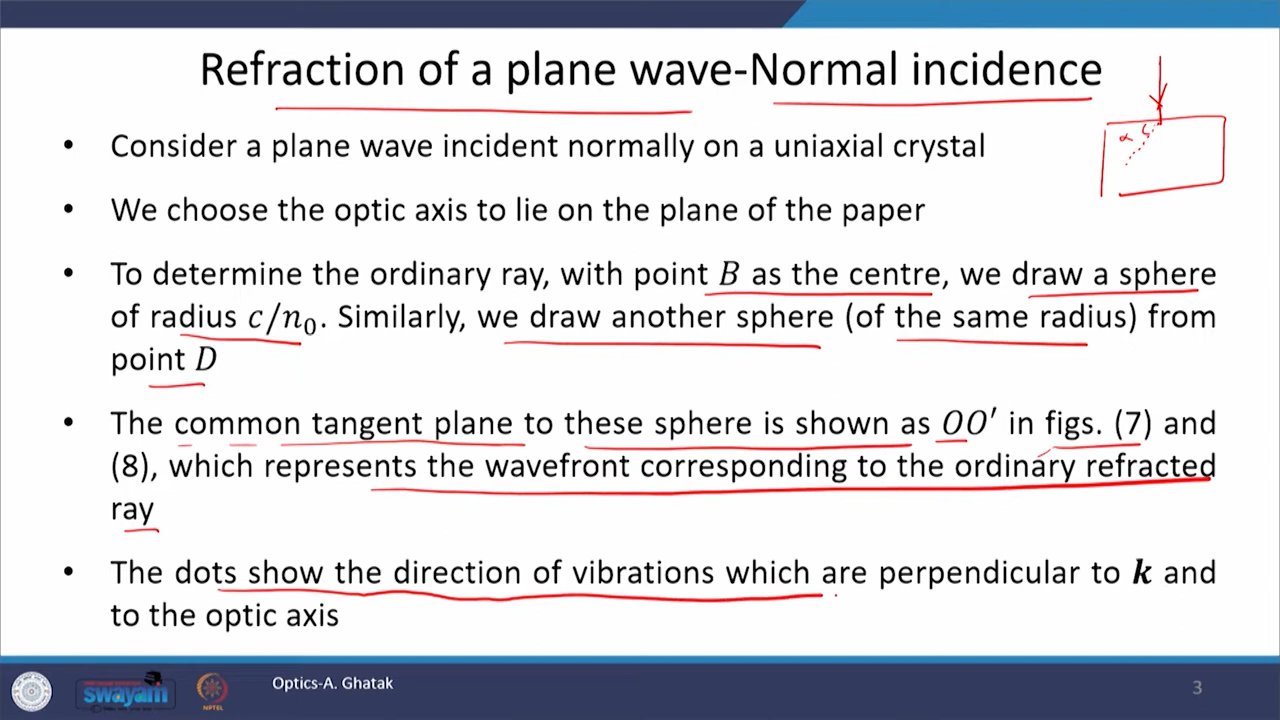 Refraction of a plane wave-Normal incidence
• Consider a plane wave incident normally on a uniaxial crystal
• We choose the optic axis to lie on the plane of the paper
• To determine the ordinary ray, with point B as the centre, we draw a sphere
of radius c/n₀. Similarly, we draw another sphere (of the same radius) from
point D
• The common tangent plane to these sphere is shown as OO′ in figs. (7) and
(8), which represents the wavefront corresponding to the ordinary refracted
ray
• The dots show the direction of vibrations which are perpendicular to k and
to the optic axis
swayam
NPTEL
Optics-A. Ghatak
3